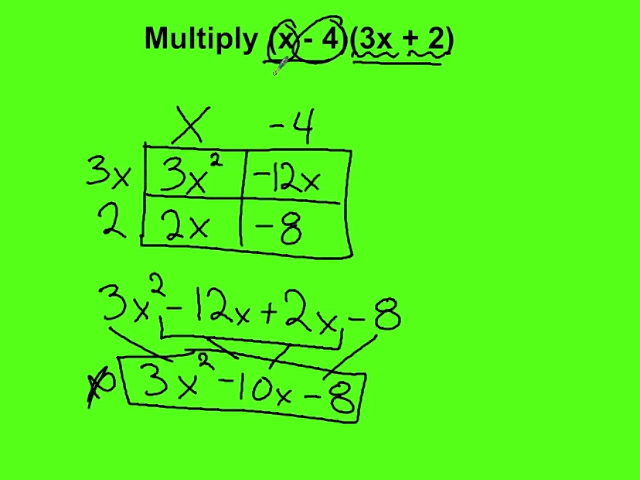 Multiply (x - 4)(3x + 2)
X -4
3x 3x² -12x
2 2x -8
3x² -12x + 2x - 8
3x² -10x - 8